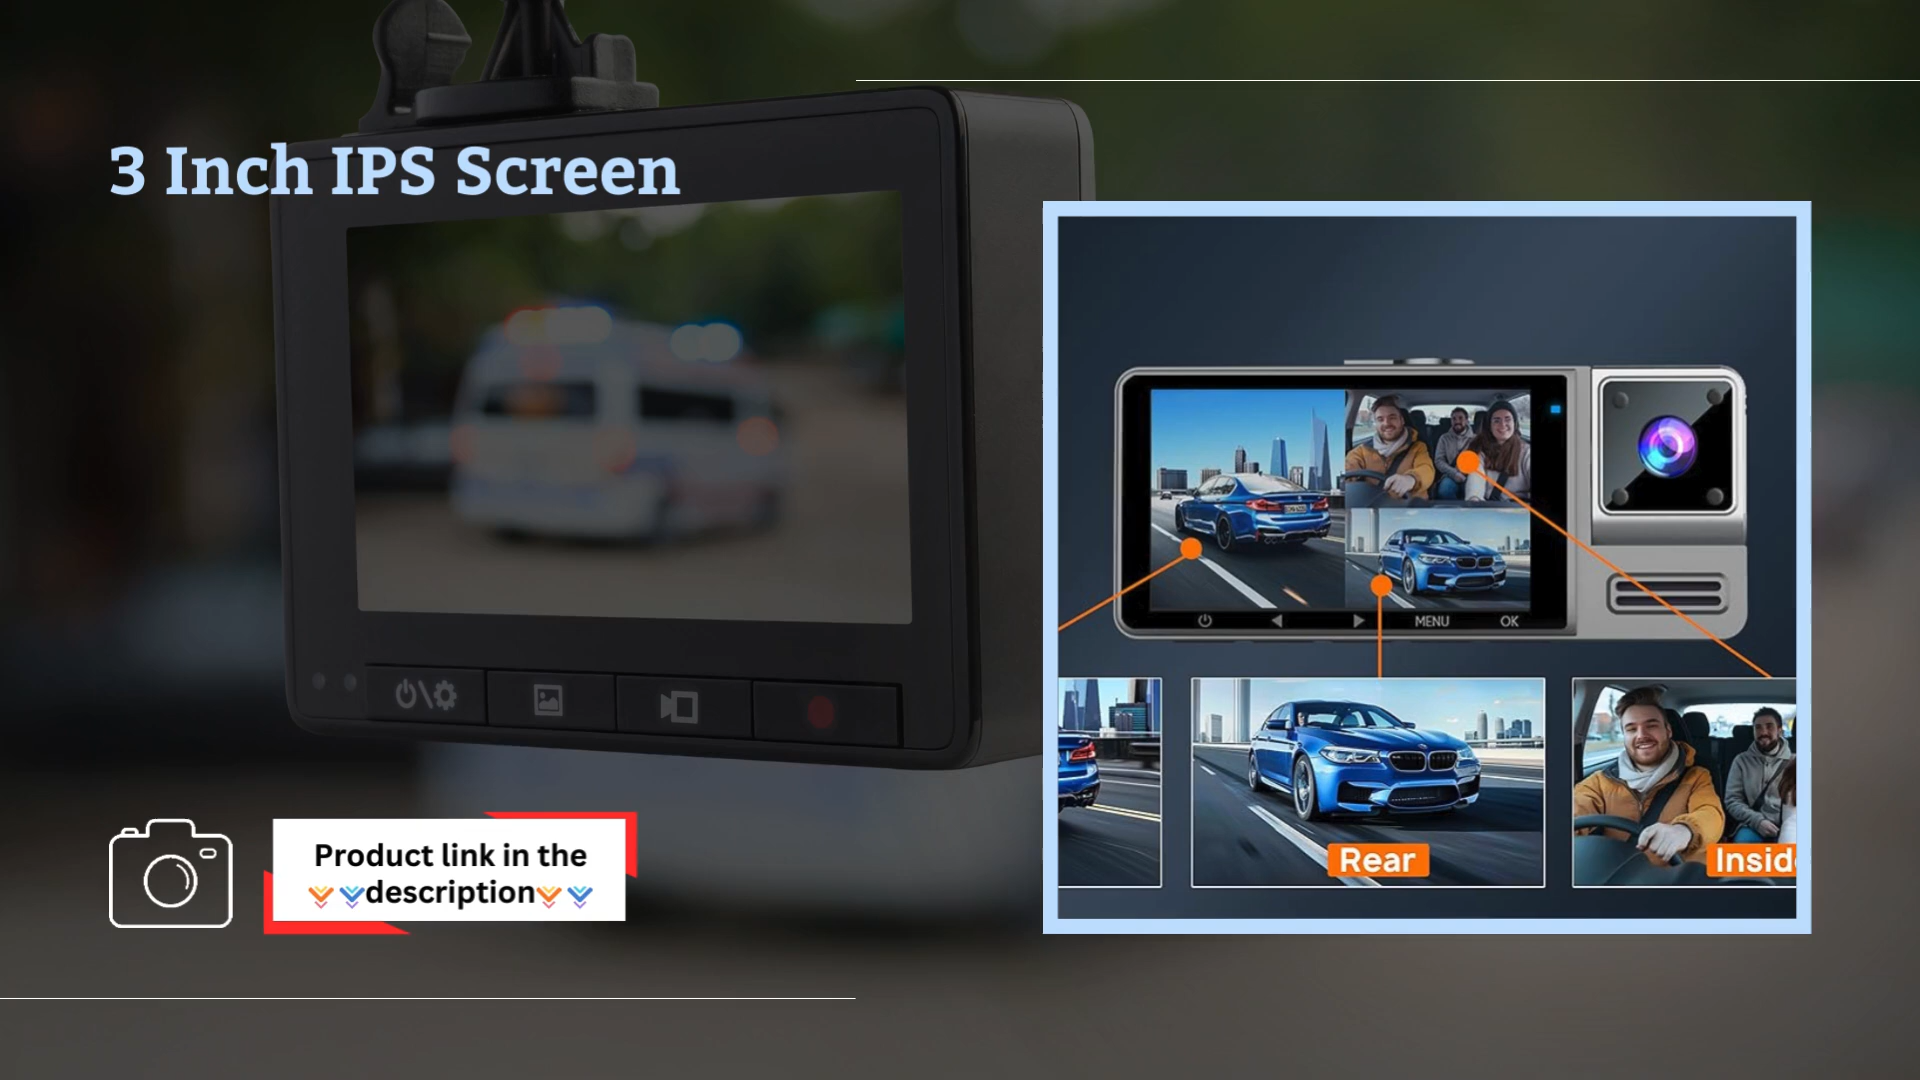 3 Inch IPS Screen
MENU
OK
Rear
Insid
Product link in the
description